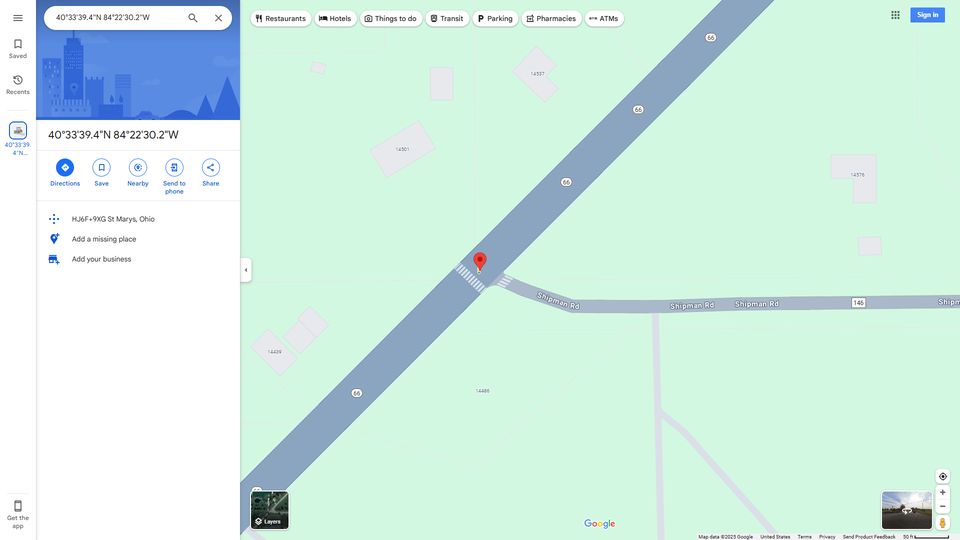 40°33'39.4"N 84°22'30.2"W
Restaurants
Hotels
Things to do
Transit
Parking
Pharmacies
ATMs
Sign in
Saved
Recents
40°33'39.
4"N...
40°33'39.4"N 84°22'30.2"W
Directions
Save
Nearby
Send to
phone
Share
HJ6F+9XG St Marys, Ohio
Add a missing place
Add your business
Get the
app
66
66
14537
14501
66
14576
Shipman Rd
Shipman Rd
Shipman Rd
146
Shipm
14439
14486
66
Layers
Google
Map data ©2025 Google
United States
Terms
Privacy
Send Product Feedback
50 ft